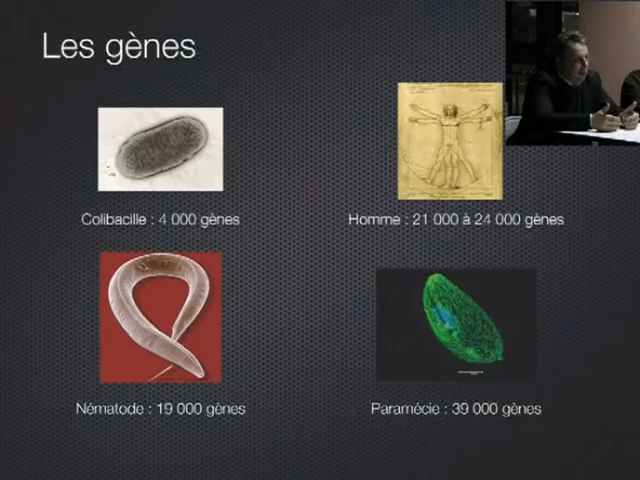 Les gènes
Colibacille : 4 000 gènes
Homme : 21 000 à 24 000 gènes
Nématode : 19 000 gènes
Paramécie : 39 000 gènes